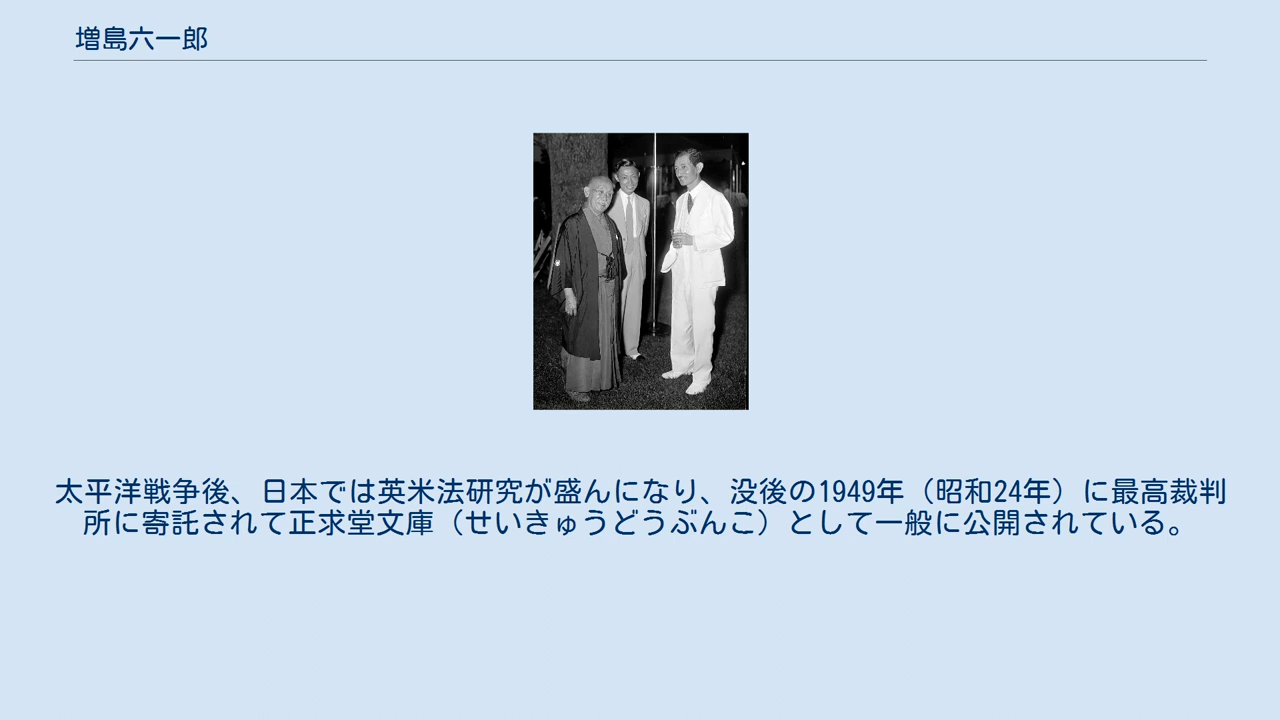 増島六一郎
太平洋戦争後、日本では英米法研究が盛んになり、没後の1949年（昭和24年）に最高裁判
所に寄託されて正求堂文庫（せいきゅうどうぶんこ）として一般に公開されている。